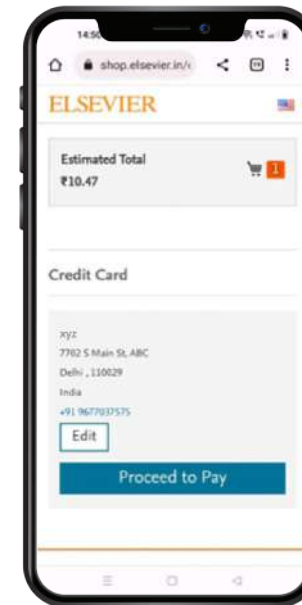 14:50
shop.elsevier.in/c
ELSEVIER
Estimated Total
₹10.47
1
Credit Card
xyz
7702 S Main St, ABC
Delhi , 110029
India
+91 9677037575
Edit
Proceed to Pay